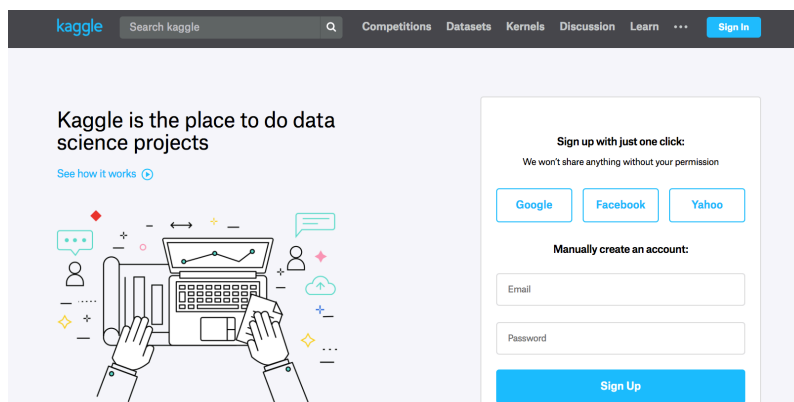 kaggle
Search kaggle
Competitions Datasets Kernels Discussion Learn ••• Sign In
Kaggle is the place to do data
science projects
See how it works
Sign up with just one click:
We won't share anything without your permission
Google Facebook Yahoo
Manually create an account:
Email
Password
Sign Up